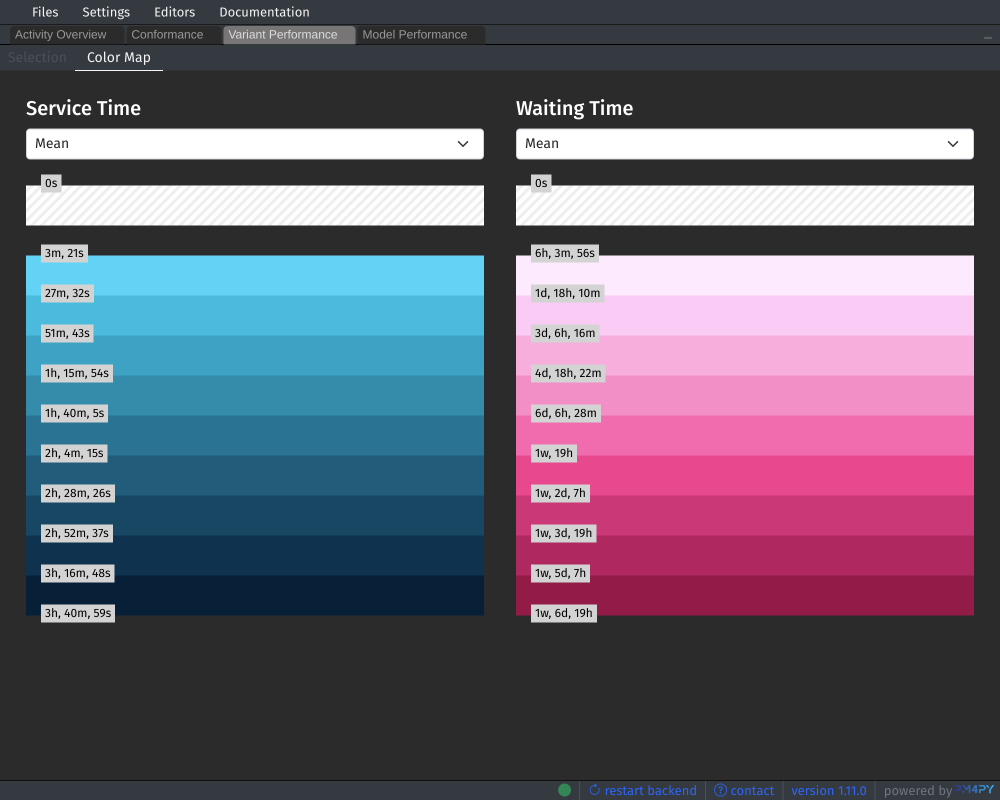 Files Settings Editors Documentation
Activity Overview Conformance Variant Performance Model Performance
Selection Color Map
Service Time Waiting Time
Mean Mean
0s 0s
3m, 21s 6h, 3m, 56s
27m, 32s 1d, 18h, 10m
51m, 43s 3d, 6h, 16m
1h, 15m, 54s 4d, 18h, 22m
1h, 40m, 5s 6d, 6h, 28m
2h, 4m, 15s 1w, 19h
2h, 28m, 26s 1w, 2d, 7h
2h, 52m, 37s 1w, 3d, 19h
3h, 16m, 48s 1w, 5d, 7h
3h, 40m, 59s 1w, 6d, 19h
restart backend contact version 1.11.0 powered by PM4PY